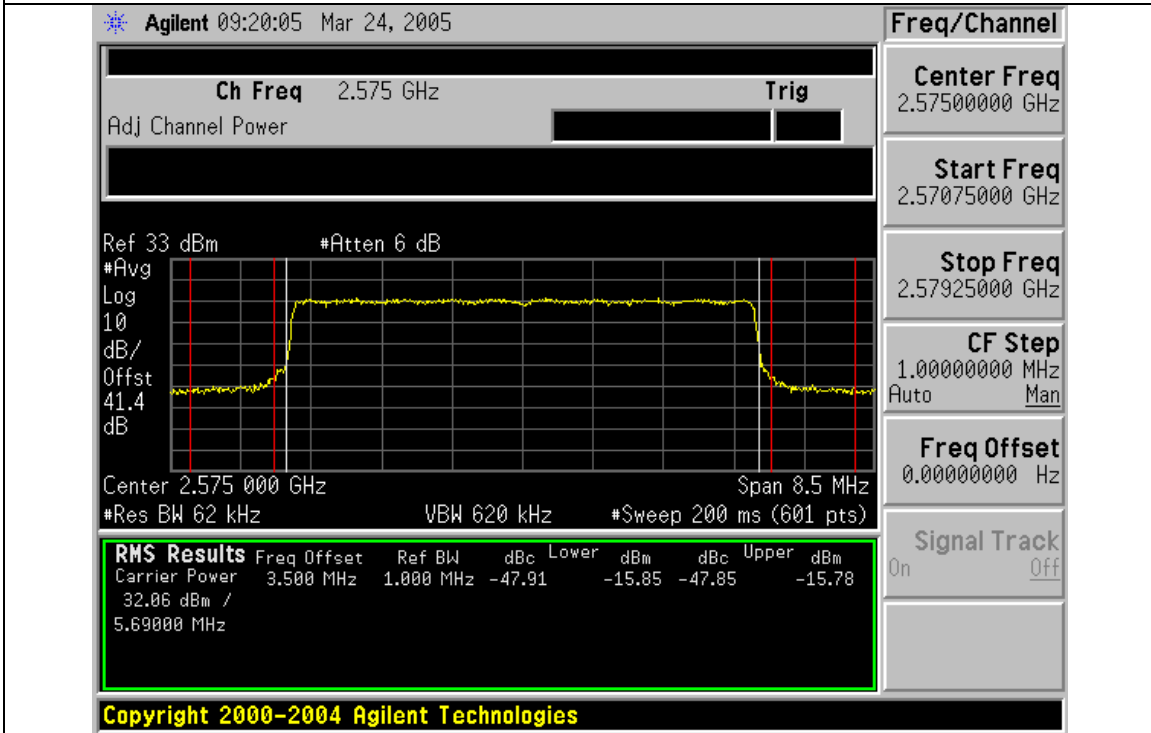 Agilent 09:20:05 Mar 24, 2005
Freq/Channel
Ch Freq 2.575 GHz Trig
Adj Channel Power
Center Freq
2.57500000 GHz
Start Freq
2.57075000 GHz
Stop Freq
2.57925000 GHz
CF Step
1.00000000 MHz
Auto Man
Freq Offset
0.00000000 Hz
Signal Track
On Off
Ref 33 dBm #Atten 6 dB
#Avg
Log
10
dB/
Offst
41.4
dB
Center 2.575 000 GHz Span 8.5 MHz
#Res BW 62 kHz VBW 620 kHz #Sweep 200 ms (601 pts)
RMS Results Freq Offset Ref BW dBc Lower dBm dBc Upper dBm
Carrier Power 3.500 MHz 1.000 MHz -47.91 -15.85 -47.85 -15.78
32.06 dBm /
5.69000 MHz
Copyright 2000-2004 Agilent Technologies